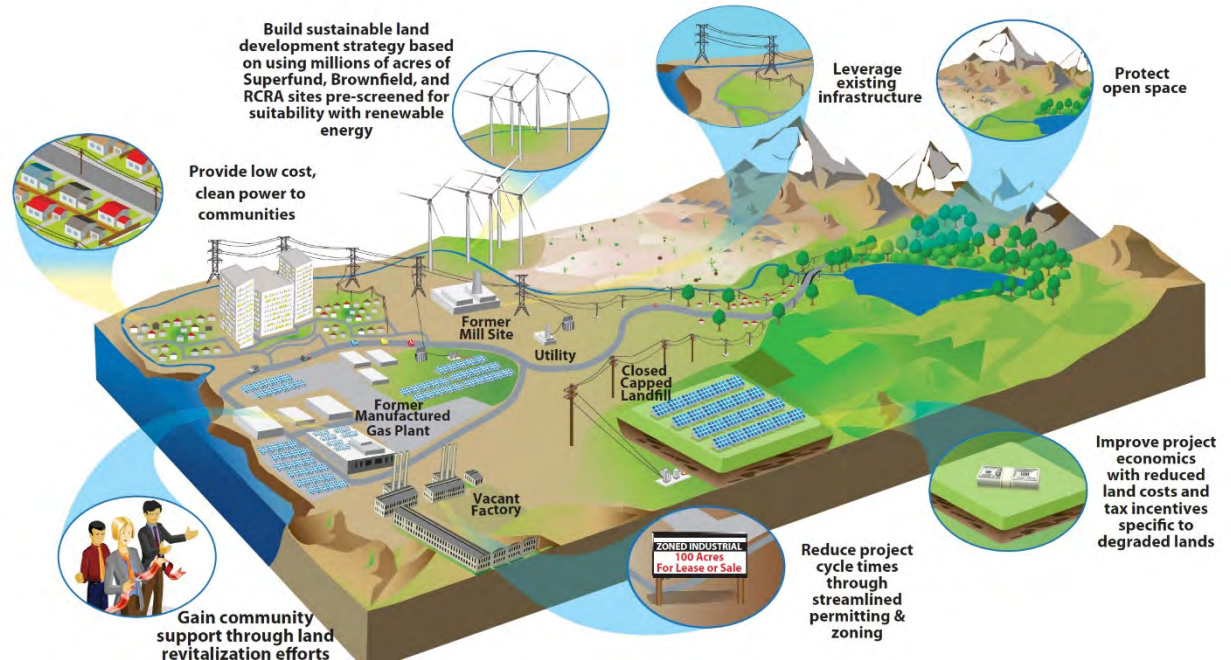 Build sustainable land
development strategy based
on using millions of acres of
Superfund, Brownfield, and
RCRA sites pre-screened for
suitability with renewable
energy
Leverage
existing
infrastructure
Protect
open space
Provide low cost,
clean power to
communities
Former
Mill Site
Utility
Closed
Capped
Landfill
Former
Manufactured
Gas Plant
Vacant
Factory
Improve project
economics
with reduced
land costs and
tax incentives
specific to
degraded lands
ZONED INDUSTRIAL
100 Acres
For Lease or Sale
Reduce project
cycle times
through
streamlined
permitting &
zoning
Gain community
support through land
revitalization efforts